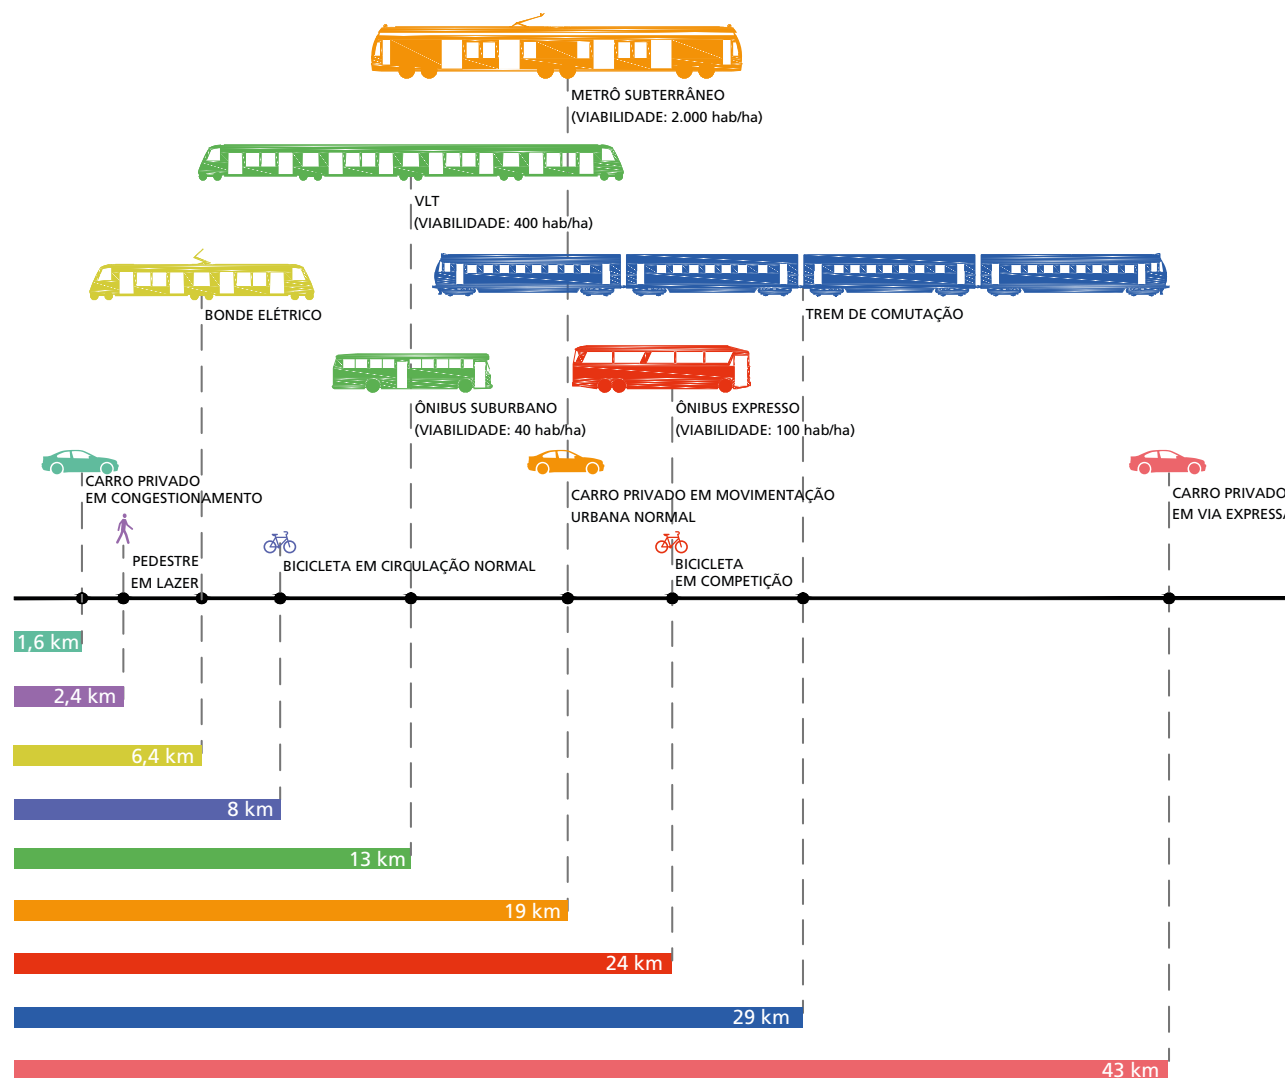 METRÔ SUBTERRÂNEO
(VIABILIDADE: 2.000 hab/ha)
VLT
(VIABILIDADE: 400 hab/ha)
BONDE ELÉTRICO
TREM DE COMUTAÇÃO
ÔNIBUS SUBURBANO
(VIABILIDADE: 40 hab/ha)
ÔNIBUS EXPRESSO
(VIABILIDADE: 100 hab/ha)
CARRO PRIVADO
EM CONGESTIONAMENTO
CARRO PRIVADO EM MOVIMENTAÇÃO
URBANA NORMAL
CARRO PRIVADO
EM VIA EXPRESSA
PEDESTRE
EM LAZER
BICICLETA EM CIRCULAÇÃO NORMAL
BICICLETA
EM COMPETIÇÃO
1,6 km
2,4 km
6,4 km
8 km
13 km
19 km
24 km
29 km
43 km